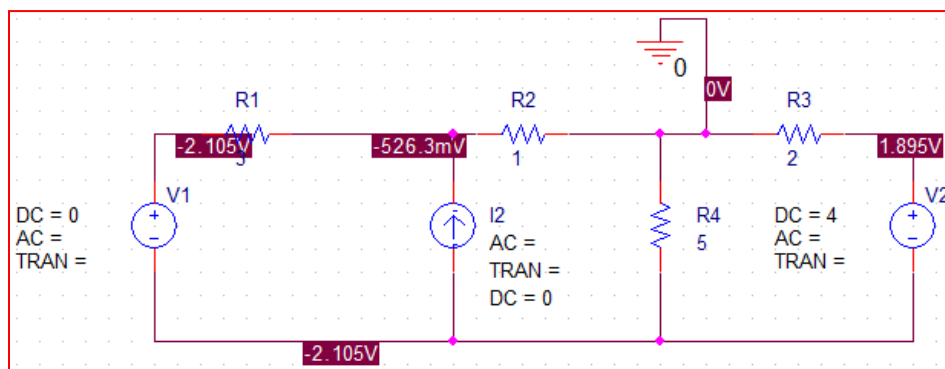 0
0V
R1
R2
R3
-2.105V
-526.3mV
1.895V
3
1
2
V1
I2
R4
V2
DC = 0
AC =
TRAN =
AC =
TRAN =
DC = 0
5
DC = 4
AC =
TRAN =
-2.105V